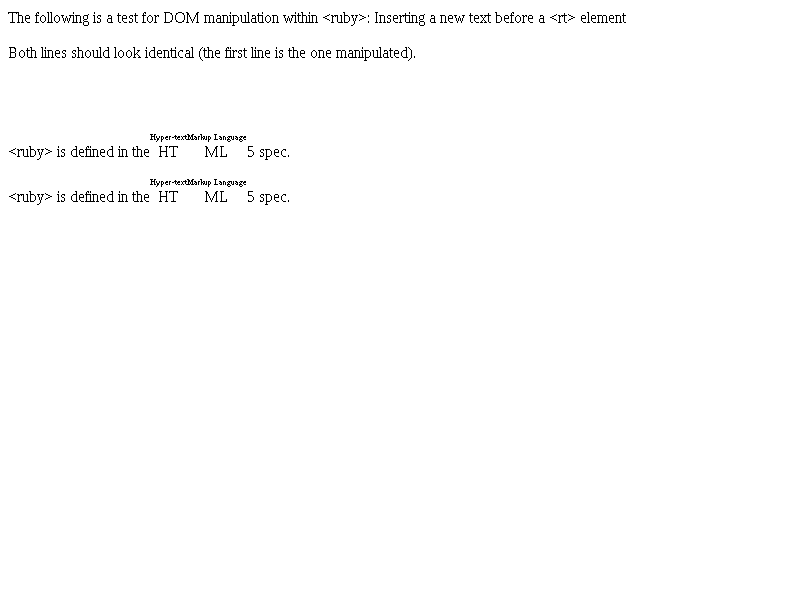 The following is a test for DOM manipulation within <ruby>: Inserting a new text before a <rt> element
Both lines should look identical (the first line is the one manipulated).
Hyper-textMarkup Language
<ruby> is defined in the HT ML 5 spec.
Hyper-textMarkup Language
<ruby> is defined in the HT ML 5 spec.